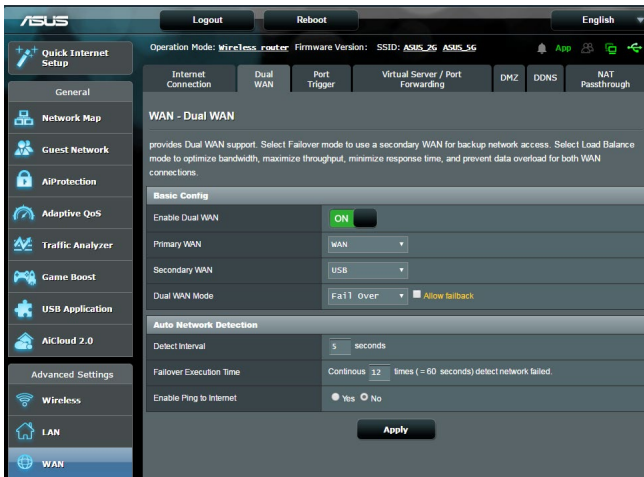 ASUS
Logout
Reboot
English
Quick Internet
Setup
Operation Mode: Wireless router Firmware Version: SSID: ASUS_2G ASUS_5G
App
Internet
Connection
Dual
WAN
Port
Trigger
Virtual Server / Port
Forwarding
DMZ
DDNS
NAT
Passthrough
General
Network Map
Guest Network
AiProtection
Adaptive QoS
Traffic Analyzer
Game Boost
USB Application
AiCloud 2.0
Advanced Settings
Wireless
LAN
WAN
WAN - Dual WAN
provides Dual WAN support. Select Failover mode to use a secondary WAN for backup network access. Select Load Balance
mode to optimize bandwidth, maximize throughput, minimize response time, and prevent data overload for both WAN
connections.
Basic Config
Enable Dual WAN ON
Primary WAN WAN
Secondary WAN USB
Dual WAN Mode Fail Over Allow failback
Auto Network Detection
Detect Interval 5 seconds
Failover Execution Time Continous 12 times ( = 60 seconds) detect network failed.
Enable Ping to Internet Yes No
Apply